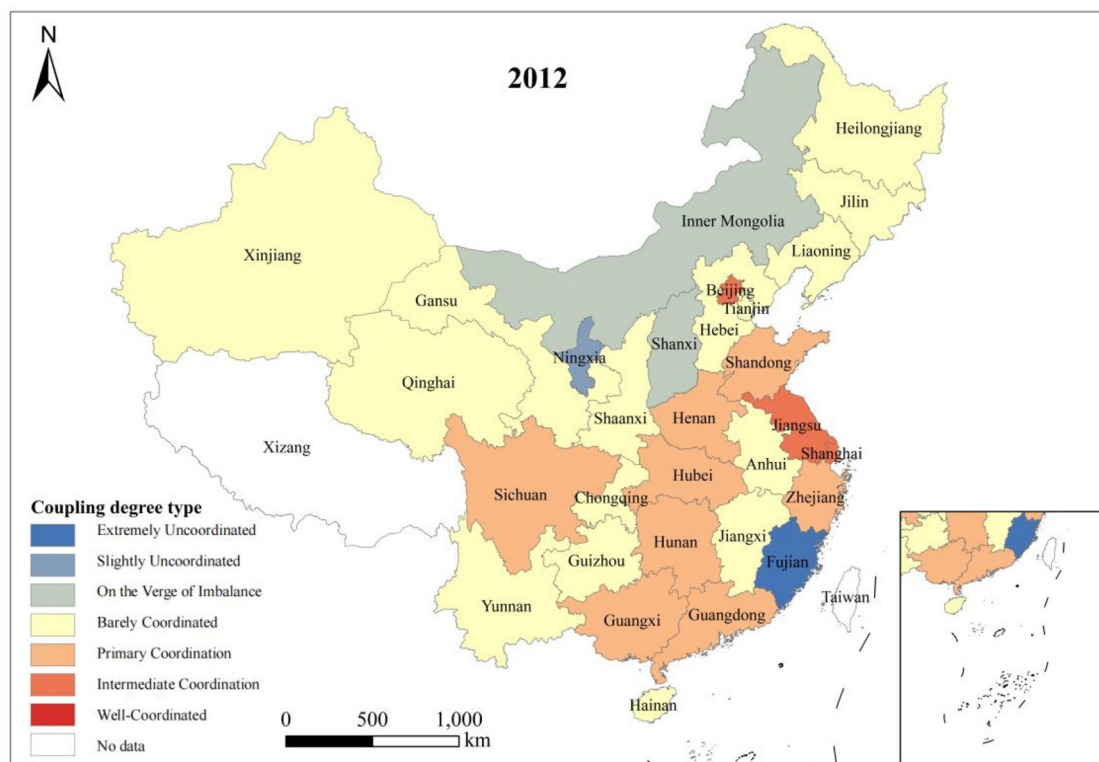 N
2012
Heilongjiang
Jilin
Inner Mongolia
Liaoning
Xinjiang
Beijing
Gansu
Tianjin
Hebei
Shanxi
Ningxia
Shandong
Qinghai
Shaanxi
Henan
Jiangsu
Xizang
Shanghai
Anhui
Hubei
Sichuan
Chongqing
Zhejiang
Jiangxi
Hunan
Guizhou
Fujian
Taiwan
Yunnan
Guangxi
Guangdong
Hainan
Coupling degree type
Extremely Uncoordinated
Slightly Uncoordinated
On the Verge of Imbalance
Barely Coordinated
Primary Coordination
Intermediate Coordination
Well-Coordinated
No data
0 500 1,000
km